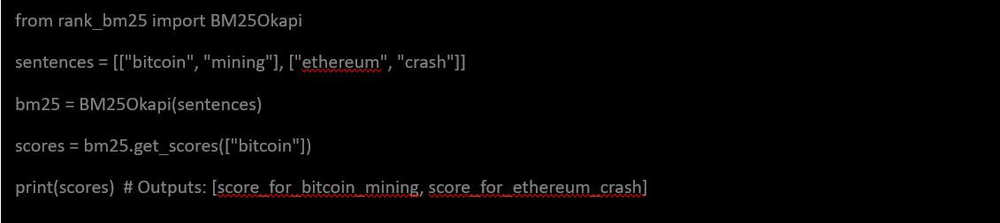 from rank_bm25 import BM25Okapi
sentences = [["bitcoin", "mining"], ["ethereum", "crash"]]
bm25 = BM25Okapi(sentences)
scores = bm25.get_scores(["bitcoin"])
print(scores)  # Outputs: [score_for_bitcoin_mining, score_for_ethereum_crash]